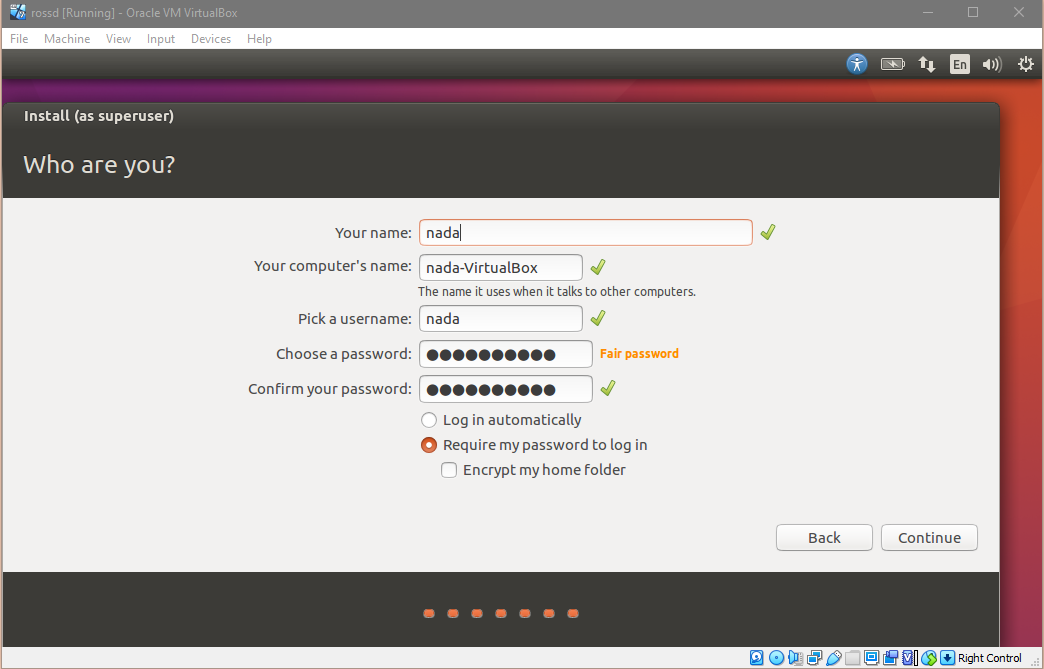 rossd [Running] - Oracle VM VirtualBox
File Machine View Input Devices Help
En
Install (as superuser)
Who are you?
Your name: nada
Your computer's name: nada-VirtualBox
The name it uses when it talks to other computers.
Pick a username: nada
Choose a password: ●●●●●●●●●● Fair password
Confirm your password: ●●●●●●●●●●
Log in automatically
Require my password to log in
Encrypt my home folder
Back Continue
Right Control